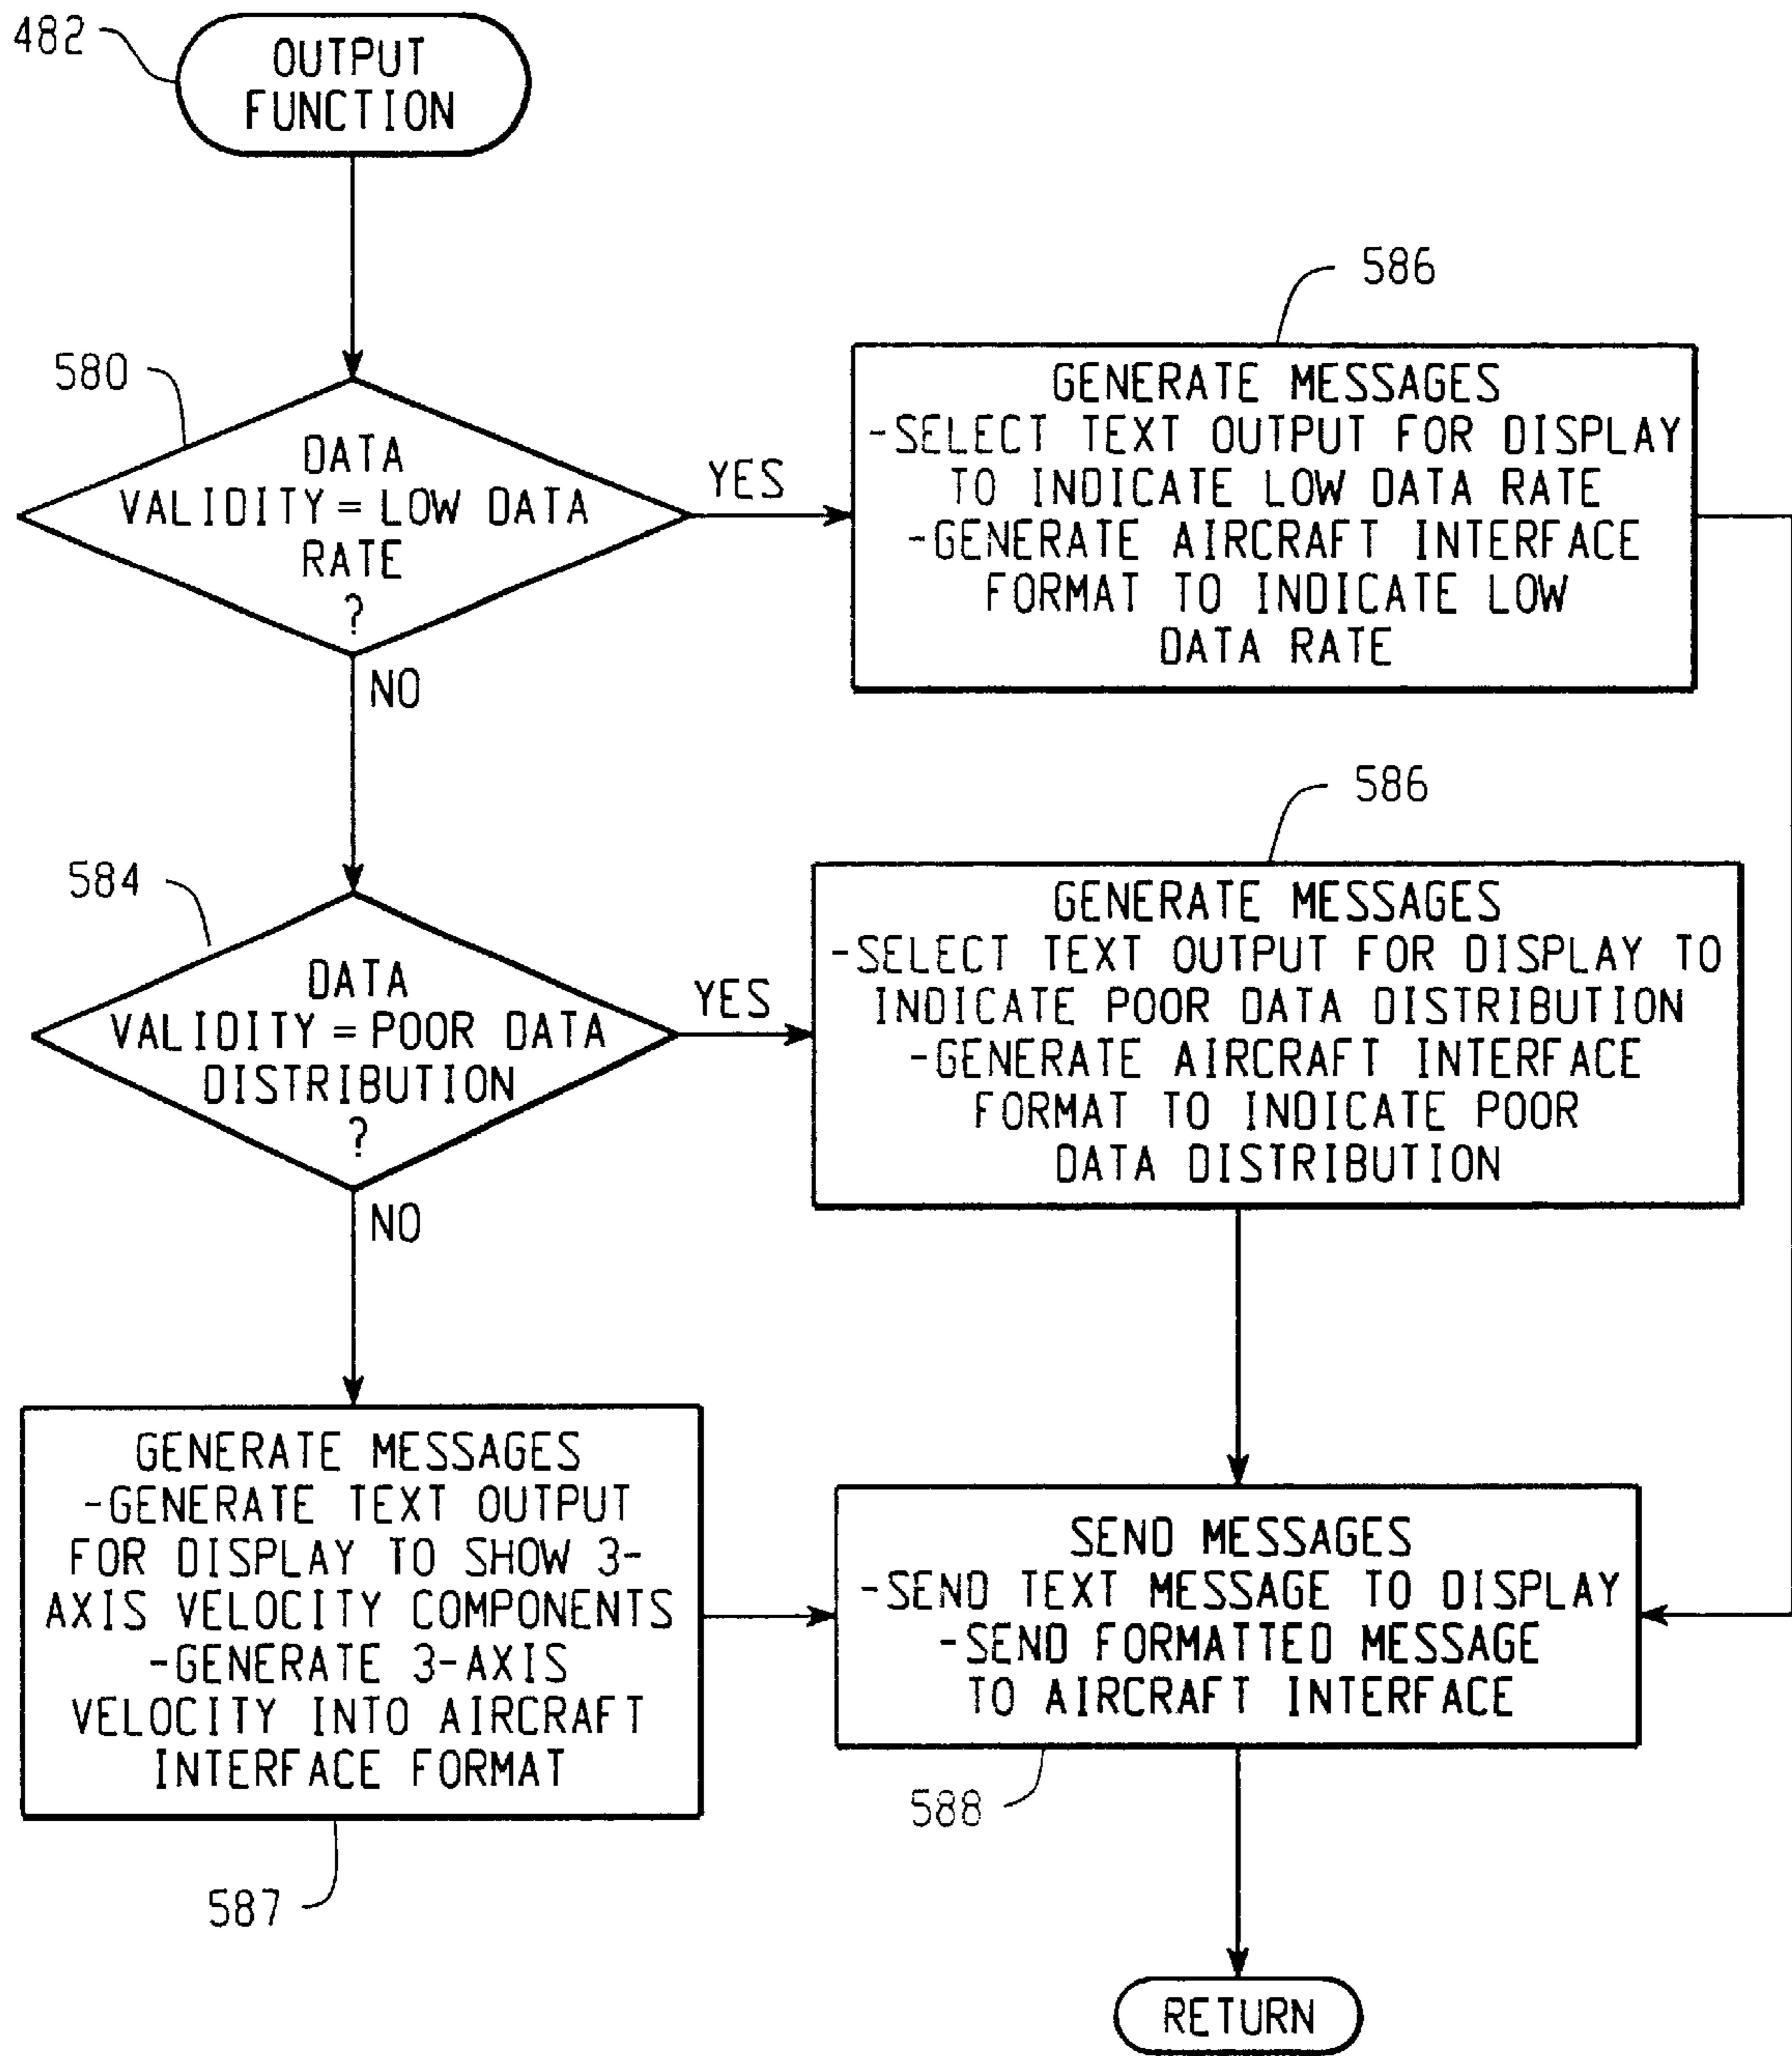 482
OUTPUT
FUNCTION
580
DATA
VALIDITY = LOW DATA
RATE
?
YES
NO
586
GENERATE MESSAGES
-SELECT TEXT OUTPUT FOR DISPLAY
TO INDICATE LOW DATA RATE
-GENERATE AIRCRAFT INTERFACE
FORMAT TO INDICATE LOW
DATA RATE
584
DATA
VALIDITY = POOR DATA
DISTRIBUTION
?
YES
NO
586
GENERATE MESSAGES
-SELECT TEXT OUTPUT FOR DISPLAY TO
INDICATE POOR DATA DISTRIBUTION
-GENERATE AIRCRAFT INTERFACE
FORMAT TO INDICATE POOR
DATA DISTRIBUTION
GENERATE MESSAGES
-GENERATE TEXT OUTPUT
FOR DISPLAY TO SHOW 3-
AXIS VELOCITY COMPONENTS
-GENERATE 3-AXIS
VELOCITY INTO AIRCRAFT
INTERFACE FORMAT
587
SEND MESSAGES
-SEND TEXT MESSAGE TO DISPLAY
-SEND FORMATTED MESSAGE
TO AIRCRAFT INTERFACE
588
RETURN